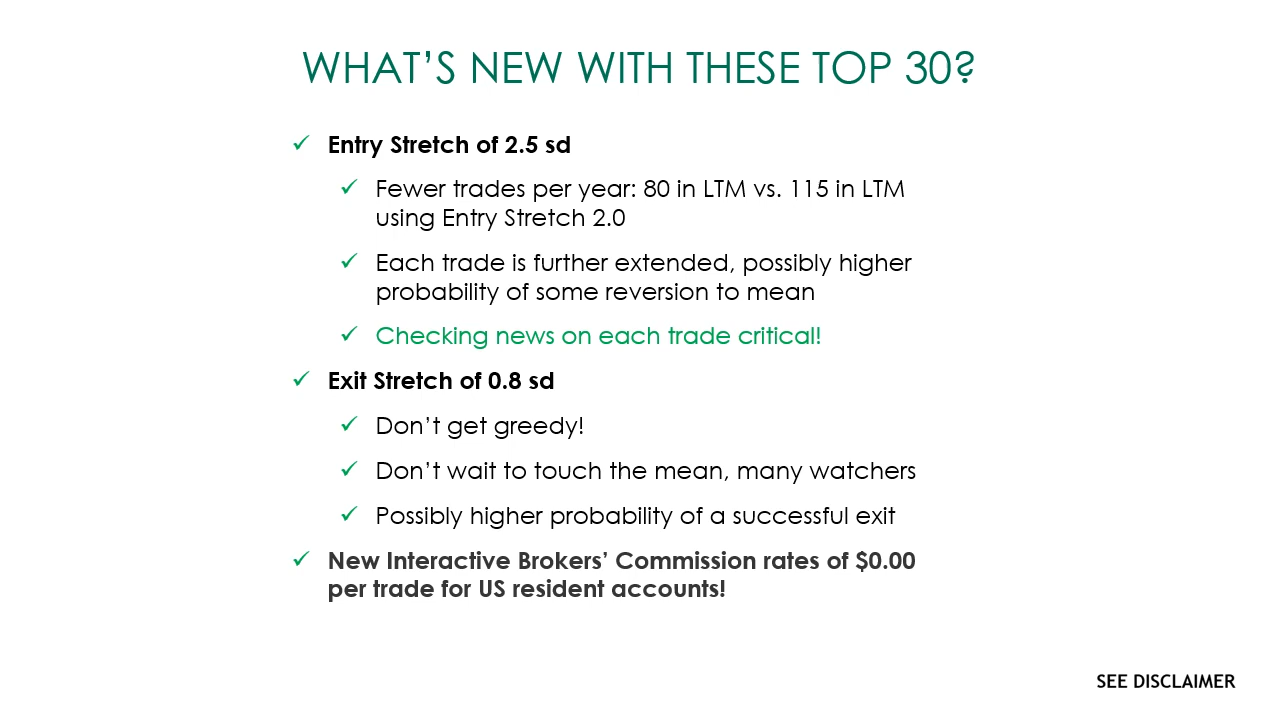 WHAT’S NEW WITH THESE TOP 30?
✓ Entry Stretch of 2.5 sd
✓ Fewer trades per year: 80 in LTM vs. 115 in LTM
using Entry Stretch 2.0
✓ Each trade is further extended, possibly higher
probability of some reversion to mean
✓ Checking news on each trade critical!
✓ Exit Stretch of 0.8 sd
✓ Don’t get greedy!
✓ Don’t wait to touch the mean, many watchers
✓ Possibly higher probability of a successful exit
✓ New Interactive Brokers’ Commission rates of $0.00
per trade for US resident accounts!
SEE DISCLAIMER